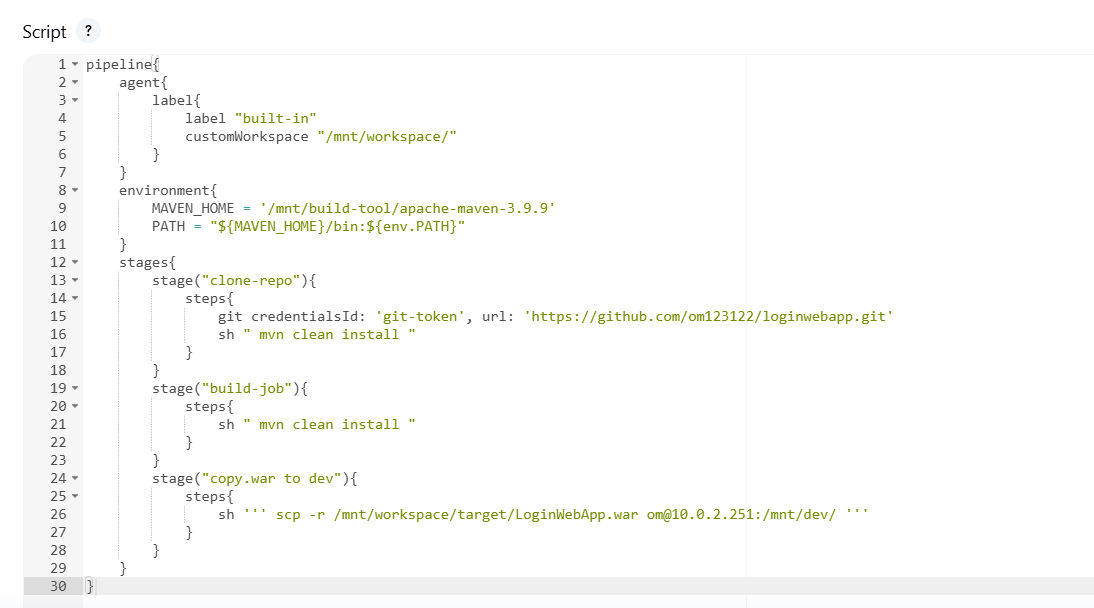 Script ?
1 pipeline{
2     agent{
3         label{
4             label "built-in"
5             customWorkspace "/mnt/workspace/"
6         }
7     }
8     environment{
9         MAVEN_HOME = '/mnt/build-tool/apache-maven-3.9.9'
10         PATH = "${MAVEN_HOME}/bin:${env.PATH}"
11     }
12     stages{
13         stage("clone-repo"){
14             steps{
15                 git credentialsId: 'git-token', url: 'https://github.com/om123122/loginwebapp.git'
16                 sh " mvn clean install "
17             }
18         }
19         stage("build-job"){
20             steps{
21                 sh " mvn clean install "
22             }
23         }
24         stage("copy.war to dev"){
25             steps{
26                 sh ''' scp -r /mnt/workspace/target/LoginWebApp.war om@10.0.2.251:/mnt/dev/ '''
27             }
28         }
29     }
30 }